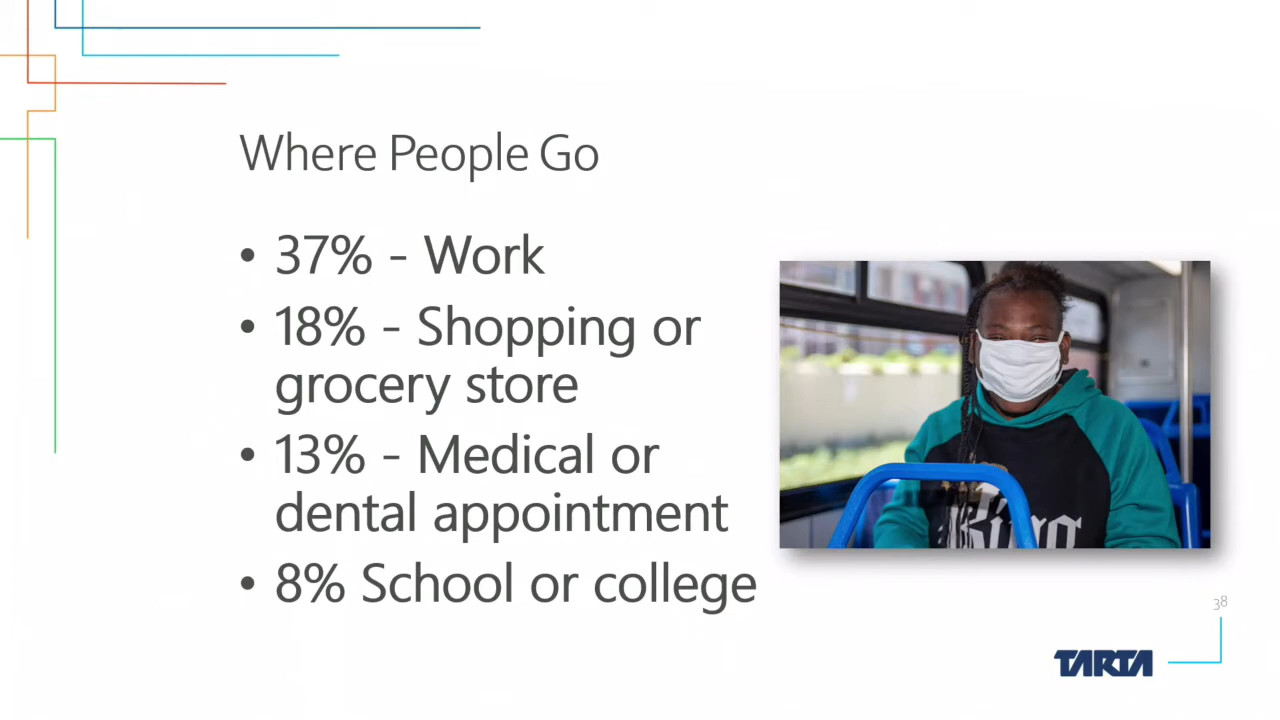 Where People Go
• 37% - Work
• 18% - Shopping or
grocery store
• 13% - Medical or
dental appointment
• 8% School or college
King
38
TARTA